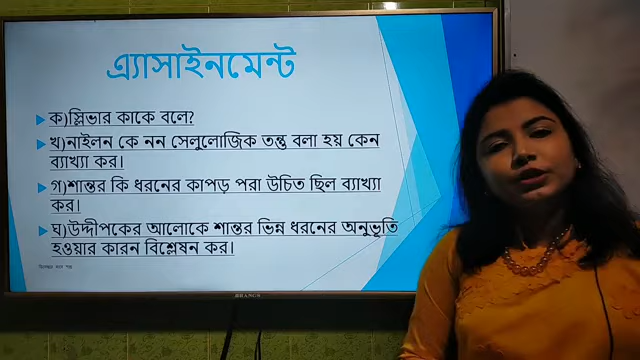 এ্যাসাইনমেন্ট
ক)স্লিভার কাকে বলে?
খ)নাইলন কে নন সেলুলোজিক তন্তু বলা হয় কেন
ব্যাখ্যা কর।
গ)শান্তর কি ধরনের কাপড় পরা উচিত ছিল ব্যাখ্যা
কর।
ঘ)উদ্দীপকের আলোকে শান্তর ভিন্ন ধরনের অনুভূতি
হওয়ার কারন বিশ্লেষন কর।